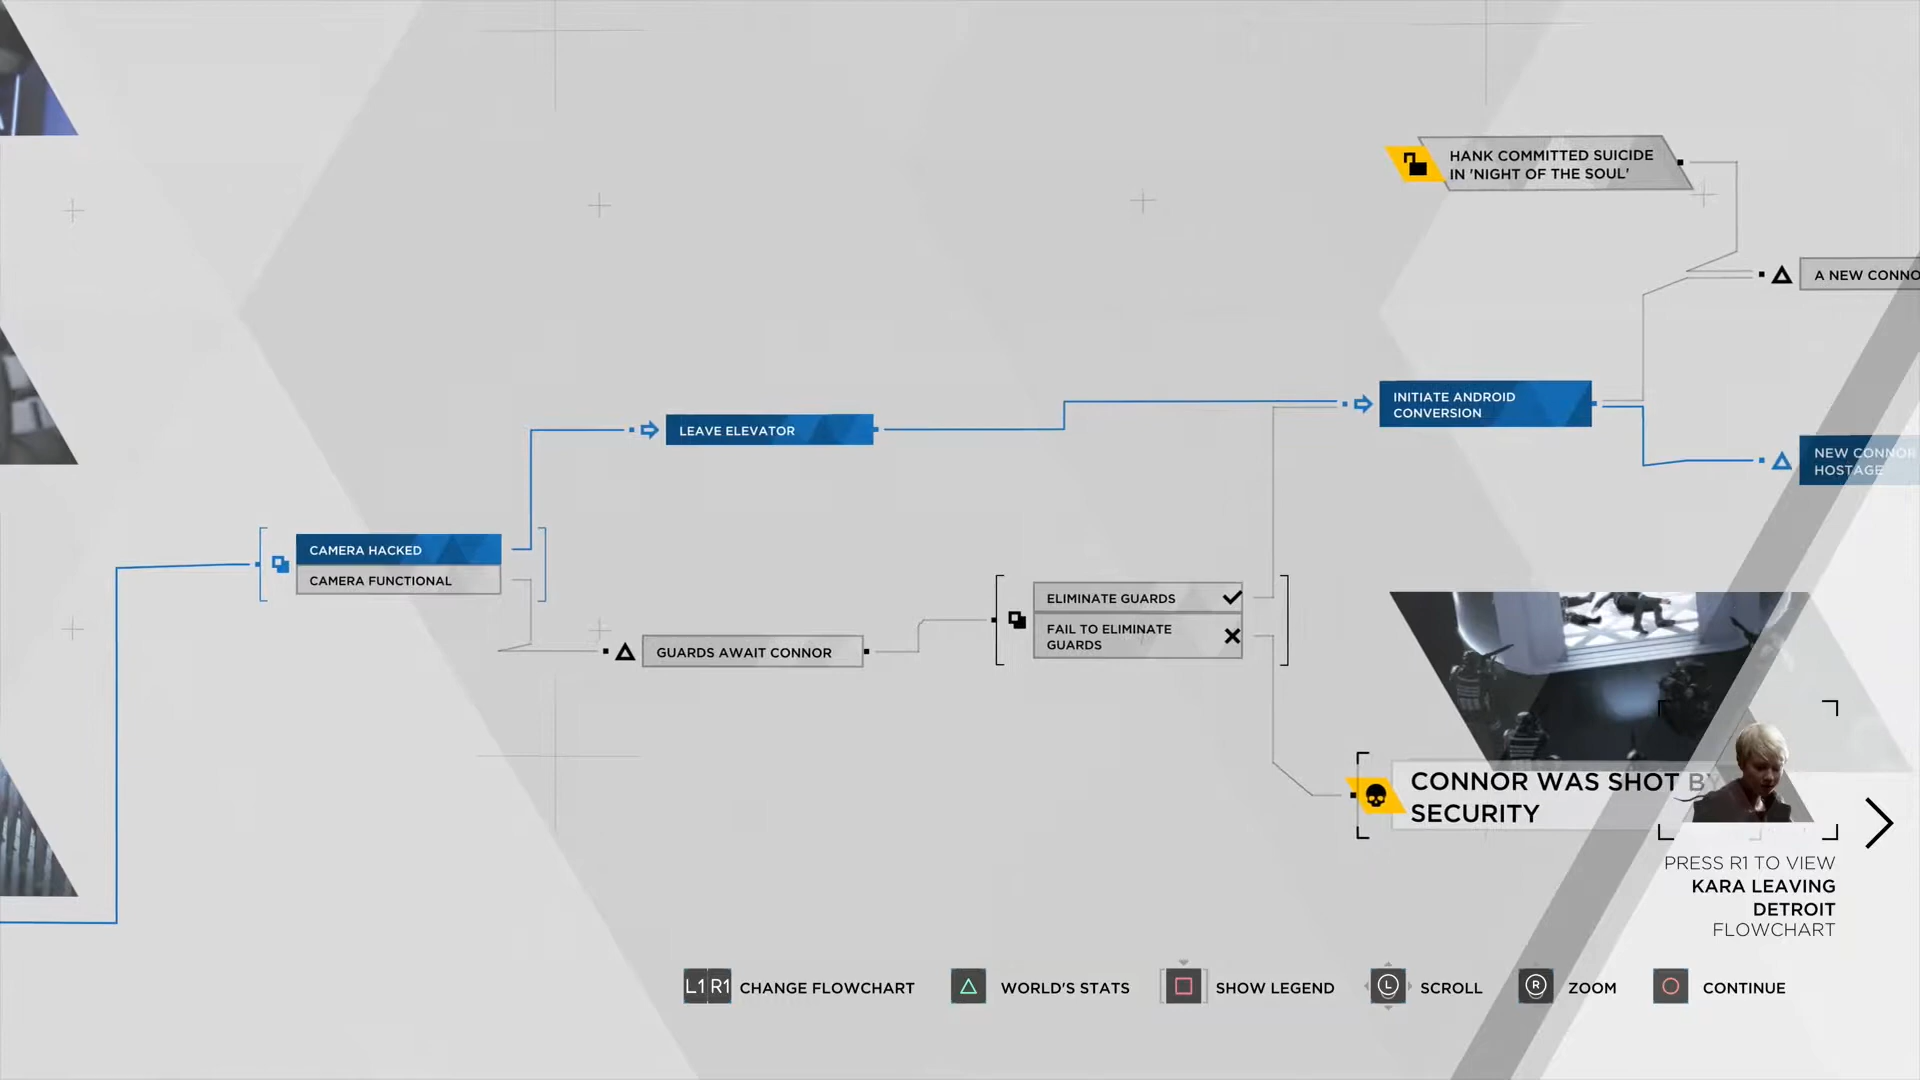 HANK COMMITTED SUICIDE
IN 'NIGHT OF THE SOUL'
A NEW CONNO
INITIATE ANDROID
CONVERSION
LEAVE ELEVATOR
NEW CONNOR
HOSTAGE
CAMERA HACKED
CAMERA FUNCTIONAL
ELIMINATE GUARDS
FAIL TO ELIMINATE
GUARDS
GUARDS AWAIT CONNOR
CONNOR WAS SHOT BY
SECURITY
PRESS R1 TO VIEW
KARA LEAVING
DETROIT
FLOWCHART
L1 R1 CHANGE FLOWCHART
WORLD'S STATS
SHOW LEGEND
L SCROLL
R ZOOM
CONTINUE